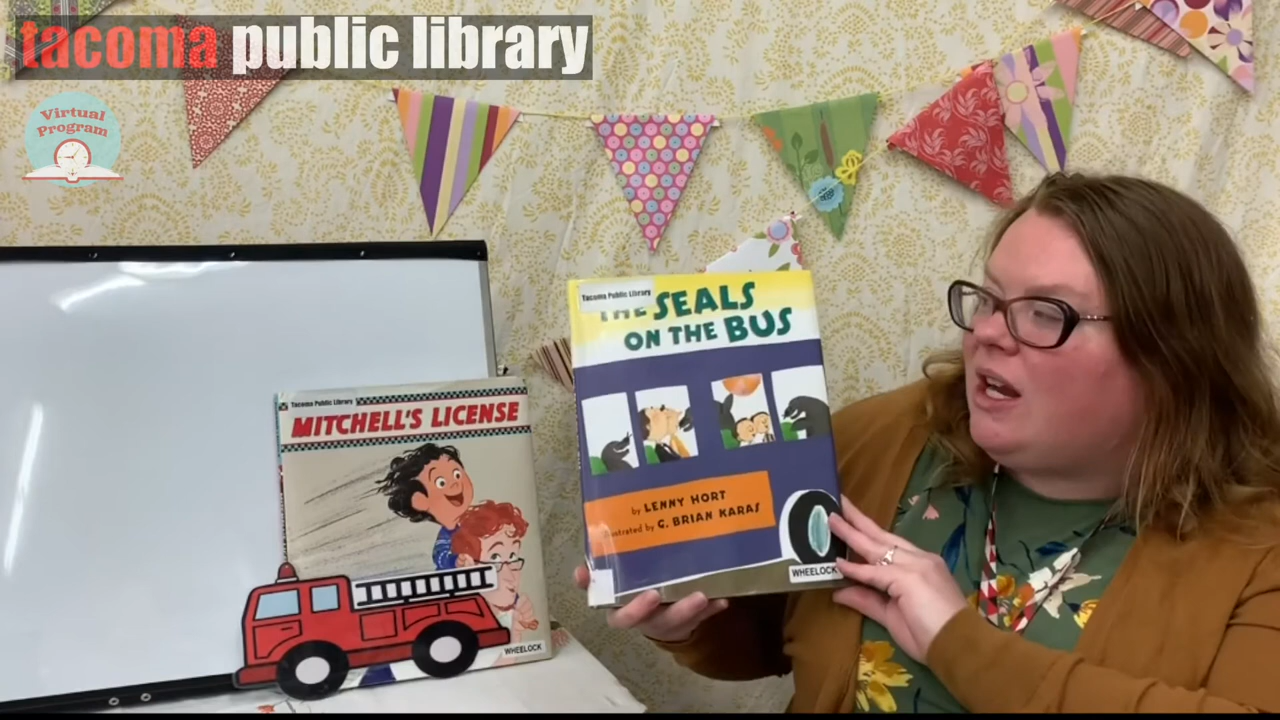 tacoma public library
Virtual
Program
Tacoma Public Library
THE SEALS
ON THE BUS
by LENNY HORT
illustrated by G. BRIAN KARAS
WHEELOCK
Tacoma Public Library
MITCHELL'S LICENSE
WHEELOCK